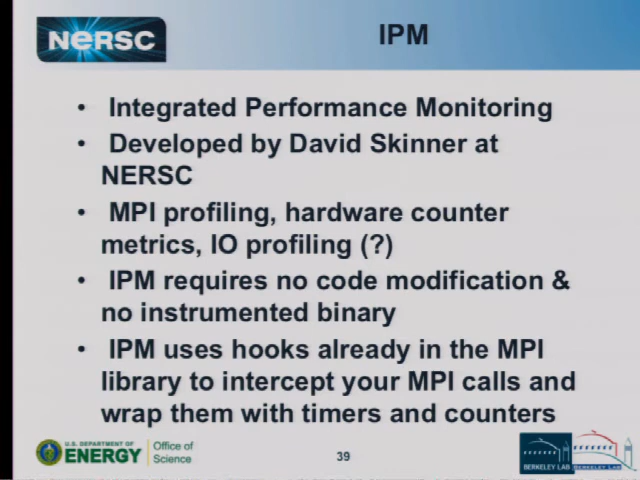 NERSC
IPM
• Integrated Performance Monitoring
• Developed by David Skinner at
NERSC
• MPI profiling, hardware counter
metrics, IO profiling (?)
• IPM requires no code modification &
no instrumented binary
• IPM uses hooks already in the MPI
library to intercept your MPI calls and
wrap them with timers and counters
U.S. DEPARTMENT OF
ENERGY
Office of
Science
39
BERKELEY LAB
BERKELEY LAB